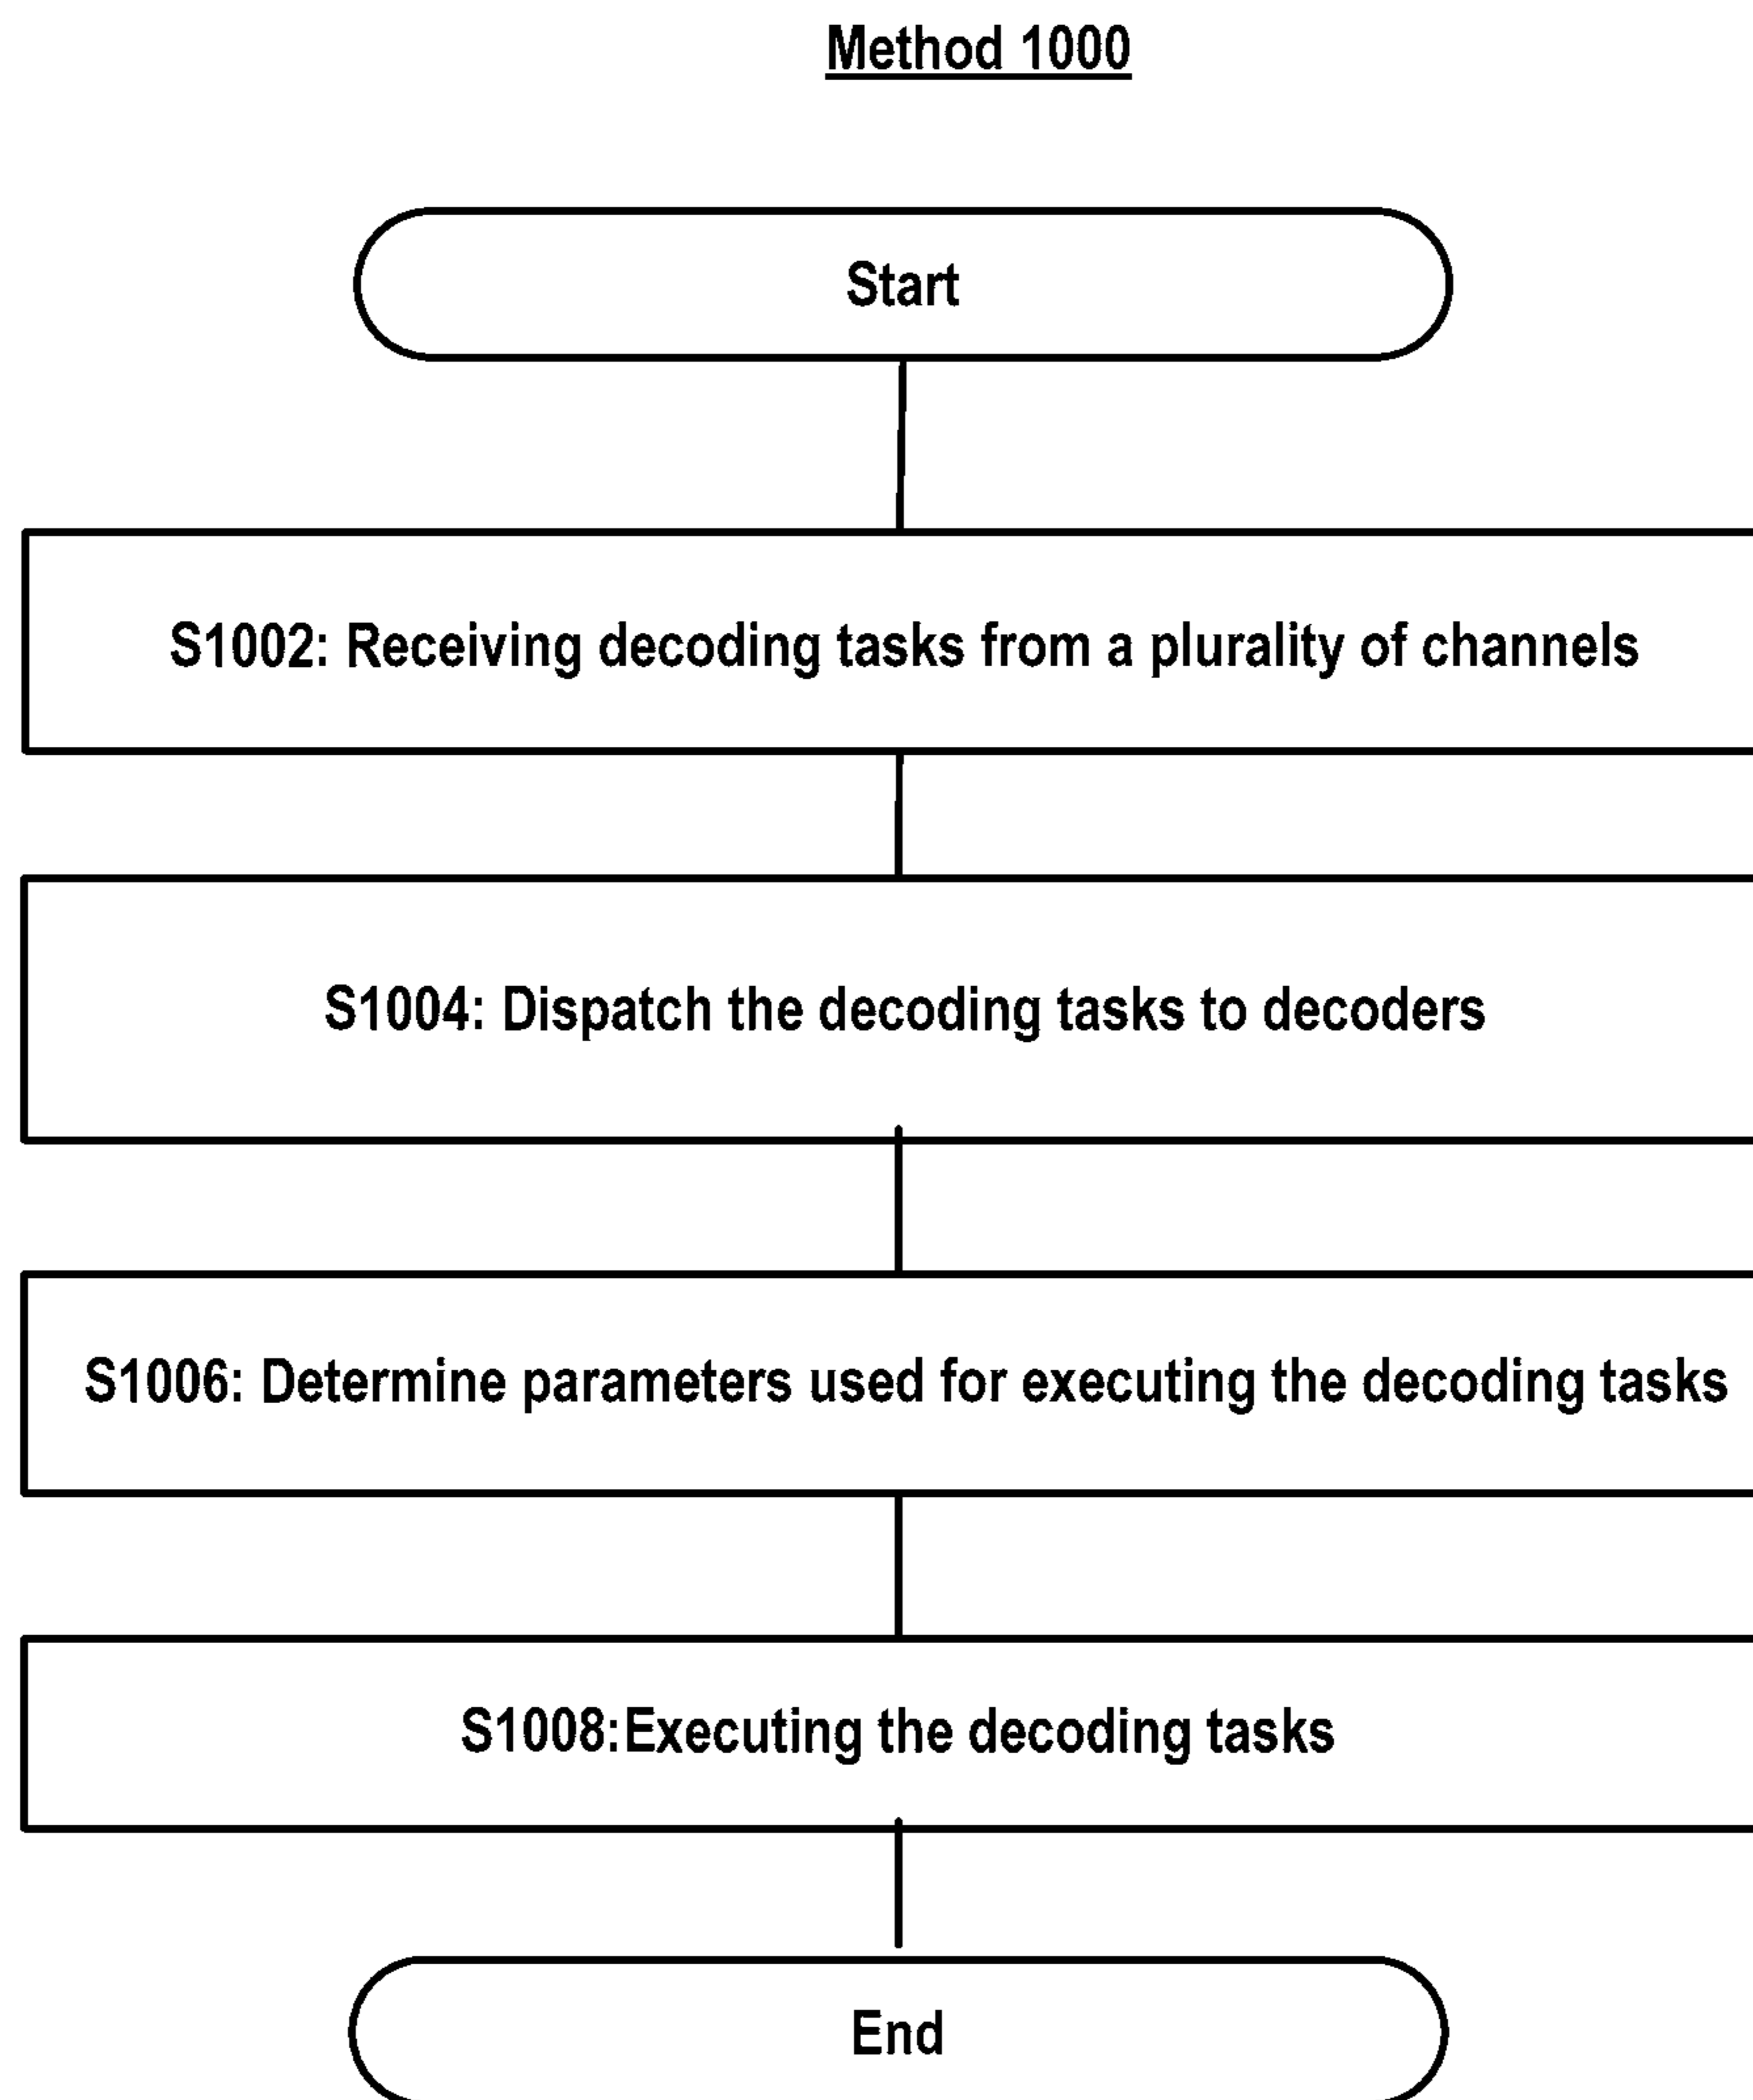 Method 1000
Start
S1002: Receiving decoding tasks from a plurality of channels
S1004: Dispatch the decoding tasks to decoders
S1006: Determine parameters used for executing the decoding tasks
S1008:Executing the decoding tasks
End